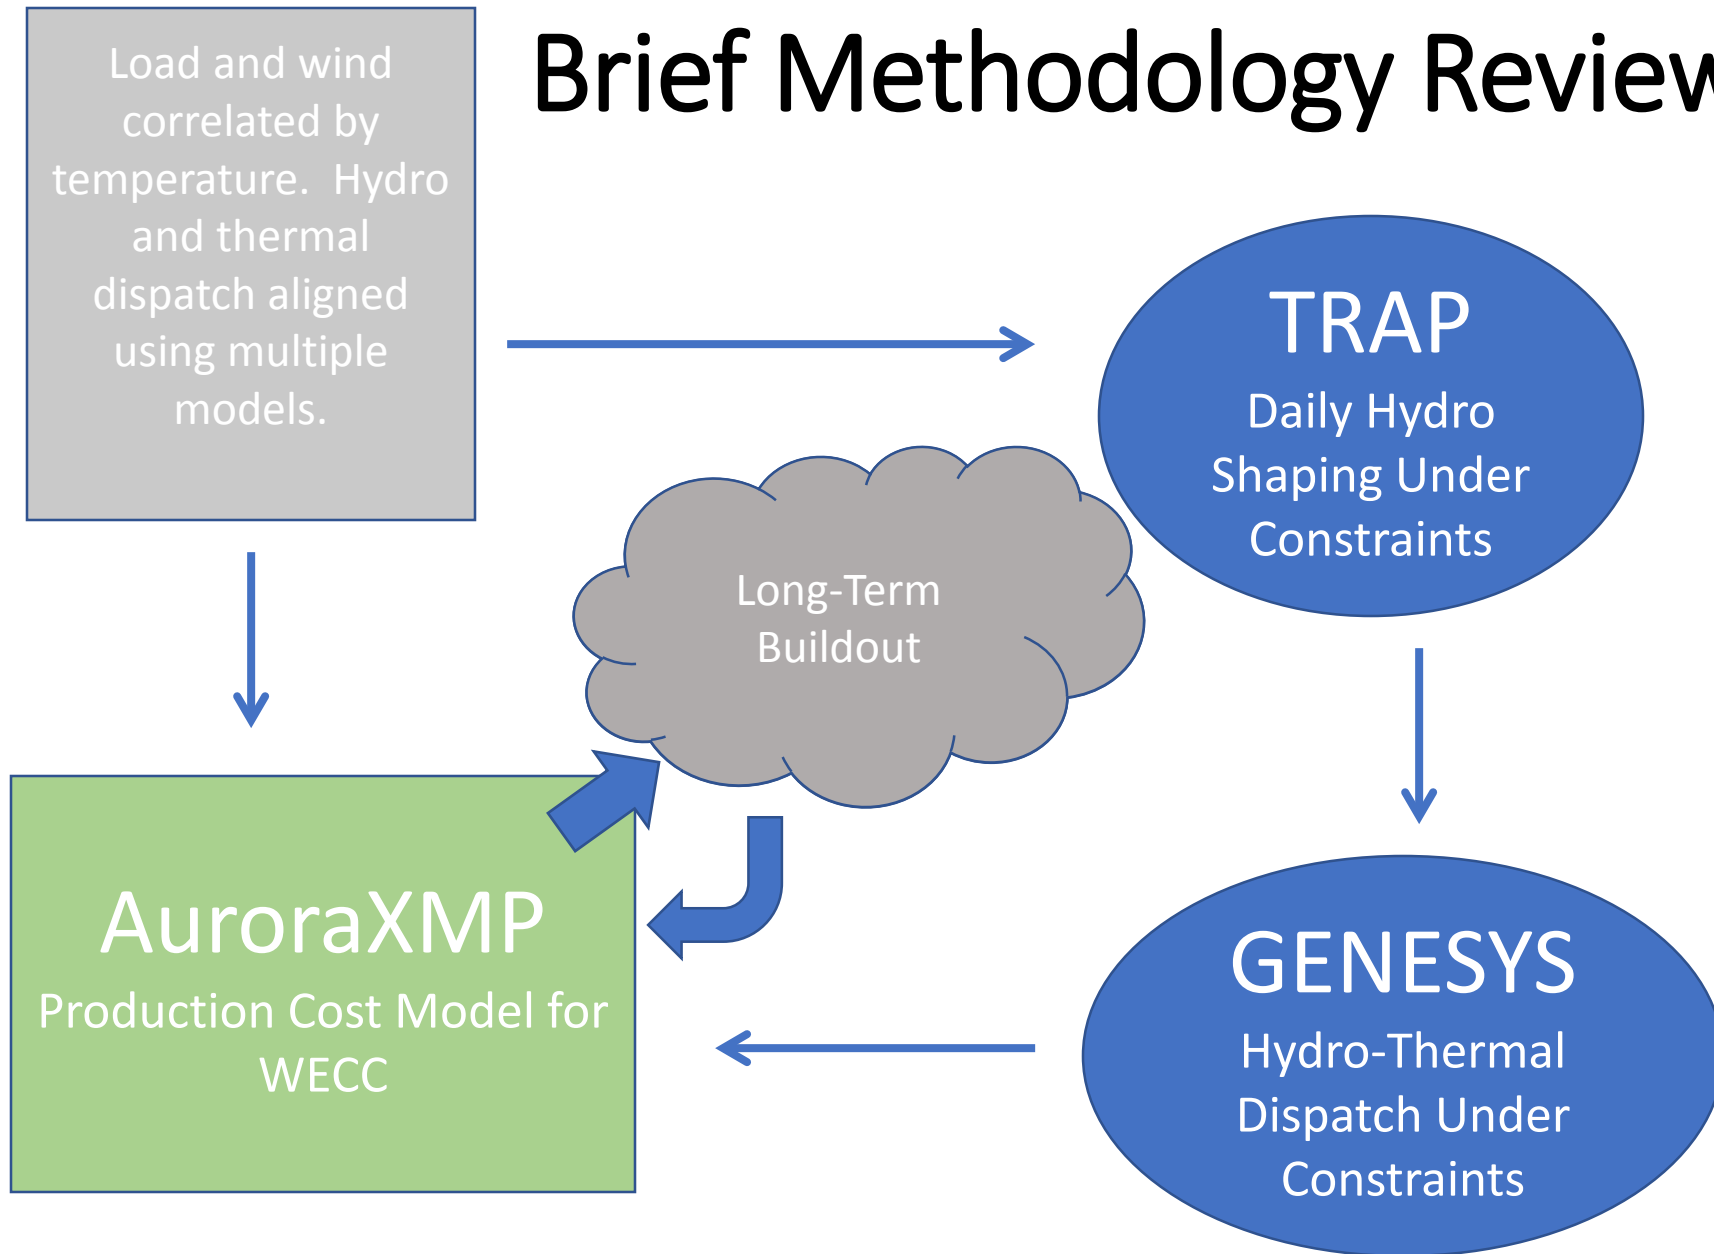 Brief Methodology Review
Load and wind
correlated by
temperature.  Hydro
and thermal
dispatch aligned
using multiple
models.
TRAP
Daily Hydro
Shaping Under
Constraints
Long-Term
Buildout
AuroraXMP
Production Cost Model for
WECC
GENESYS
Hydro-Thermal
Dispatch Under
Constraints